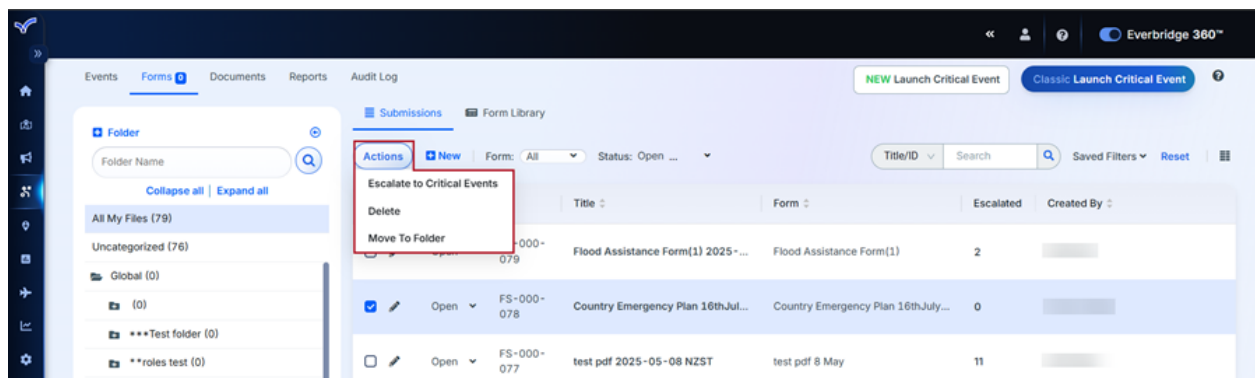 Everbridge 360™
Events Forms 0 Documents Reports Audit Log
NEW Launch Critical Event Classic Launch Critical Event
Submissions Form Library
Folder
Folder Name
Collapse all | Expand all
All My Files (79)
Uncategorized (76)
Global (0)
(0)
***Test folder (0)
**roles test (0)
Actions New Form: All Status: Open ... Title/ID Search Saved Filters Reset
Escalate to Critical Events
Delete
Move To Folder
Title Form Escalated Created By
-000-
079
Flood Assistance Form(1) 2025-... Flood Assistance Form(1) 2
Open FS-000-
078
Country Emergency Plan 16thJul... Country Emergency Plan 16thJuly... 0
Open FS-000-
077
test pdf 2025-05-08 NZST test pdf 8 May 11